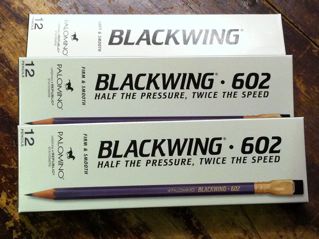 12
PALOMINO
BLACKWING
12
PALOMINO
FIRM & SMOOTH
BLACKWING · 602
HALF THE PRESSURE, TWICE THE SPEED
12
PALOMINO
FIRM & SMOOTH
BLACKWING · 602
HALF THE PRESSURE, TWICE THE SPEED
PALOMINO BLACKWING 602